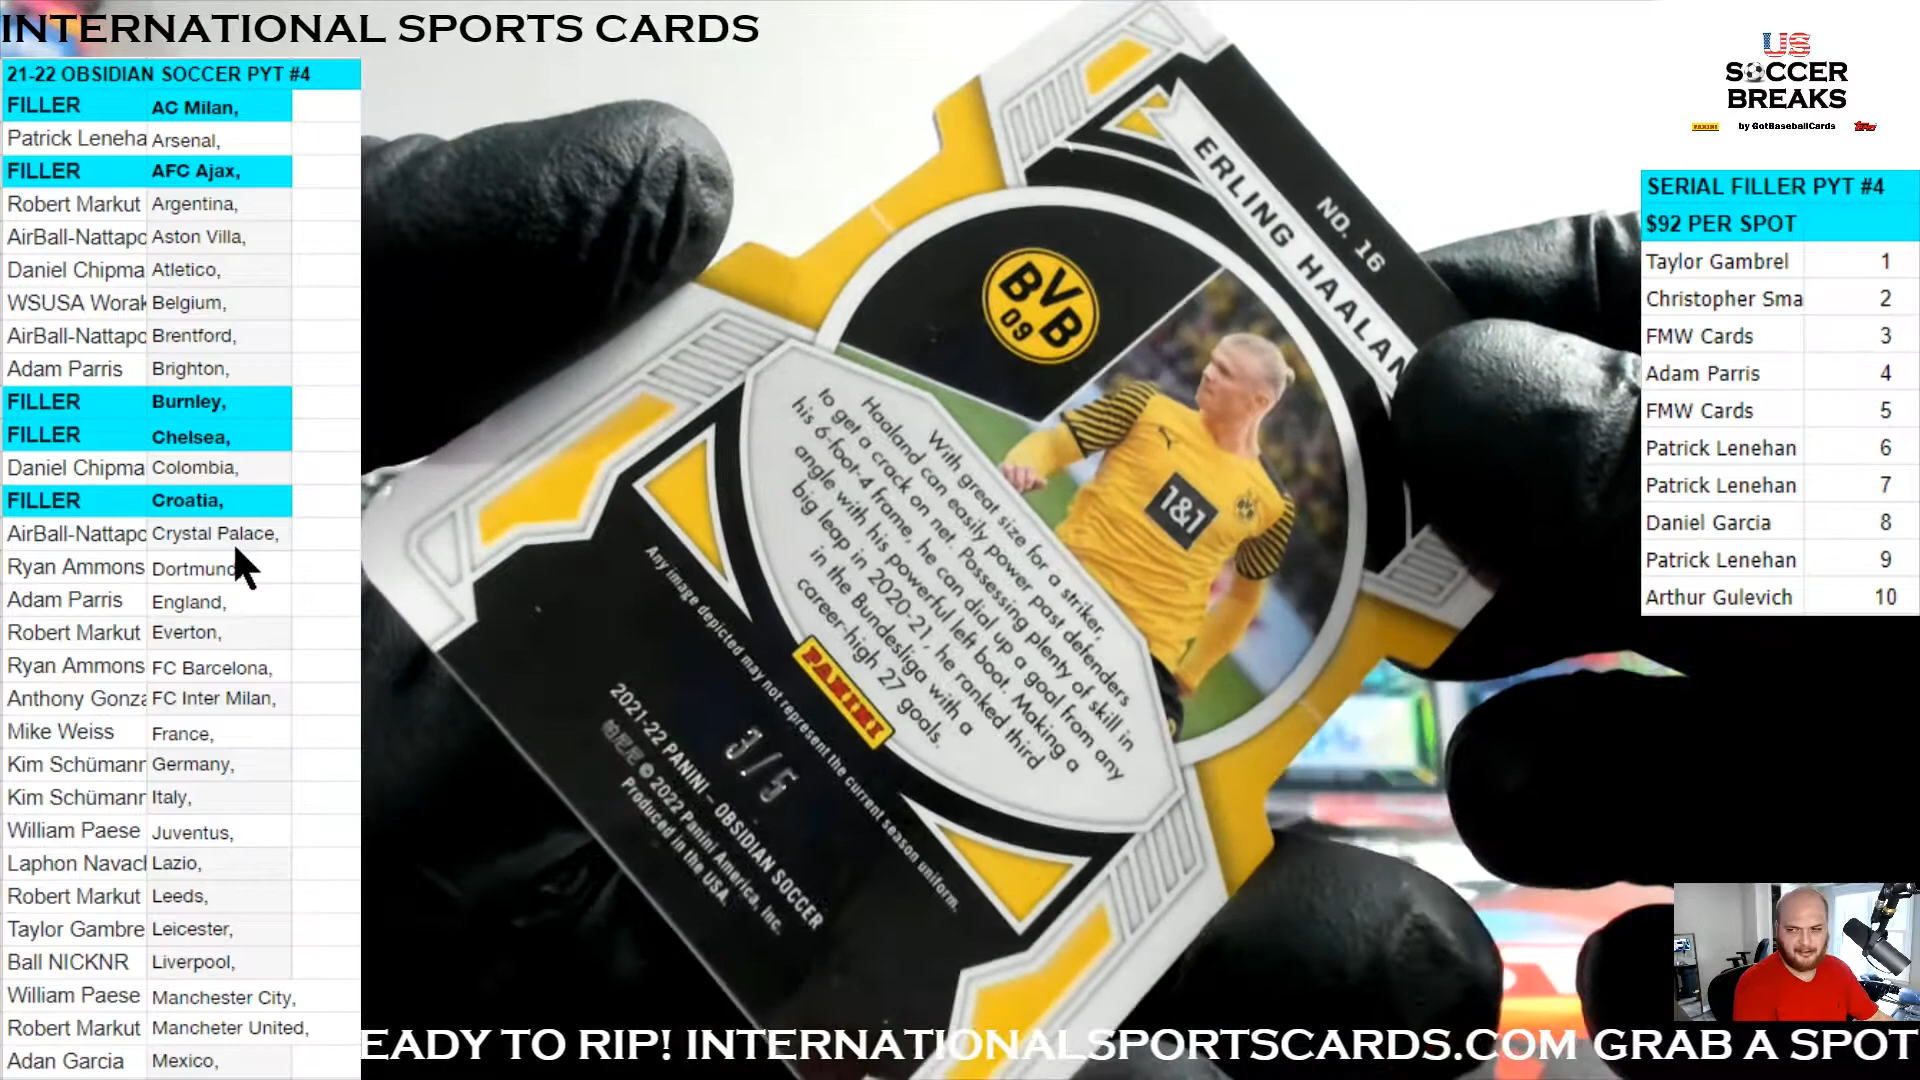 INTERNATIONAL SPORTS CARDS
21-22 OBSIDIAN SOCCER PYT #4
FILLER AC Milan,
Patrick Leneha Arsenal,
FILLER AFC Ajax,
Robert Markut Argentina,
AirBall-Nattapo Aston Villa,
Daniel Chipma Atletico,
WSUSA Worak Belgium,
AirBall-Nattapo Brentford,
Adam Parris Brighton,
FILLER Burnley,
FILLER Chelsea,
Daniel Chipma Colombia,
FILLER Croatia,
AirBall-Nattapo Crystal Palace,
Ryan Ammons Dortmund
Adam Parris England,
Robert Markut Everton,
Ryan Ammons FC Barcelona,
Anthony Gonza FC Inter Milan,
Mike Weiss France,
Kim Schümann Germany,
Kim Schümann Italy,
William Paese Juventus,
Laphon Navach Lazio,
Robert Markut Leeds,
Taylor Gambre Leicester,
Ball NICKNR Liverpool,
William Paese Manchester City,
Robert Markut Mancheter United,
Adan Garcia Mexico,
NO. 16
ERLING HAALAN
BVB
09
1&1
With great size for a striker,
Haaland can easily power past defenders
to get a crack on net. Possessing plenty of skill in
his 6-foot-4 frame, he can dial up a goal from any
angle with his powerful left boot. Making a
big leap in 2020-21, he ranked third
in the Bundesliga with a
career-high 27 goals.
PANINI
Any image depicted may not represent the current season uniform.
3/5
2021-22 PANINI – OBSIDIAN SOCCER
© 2022 Panini America, Inc.
Produced in the USA.
US
SOCCER
BREAKS
PANINI by GotBaseballCards Topps
SERIAL FILLER PYT #4
$92 PER SPOT
Taylor Gambrel 1
Christopher Sma 2
FMW Cards 3
Adam Parris 4
FMW Cards 5
Patrick Lenehan 6
Patrick Lenehan 7
Daniel Garcia 8
Patrick Lenehan 9
Arthur Gulevich 10
EADY TO RIP! INTERNATIONALSPORTSCARDS.COM GRAB A SPOT